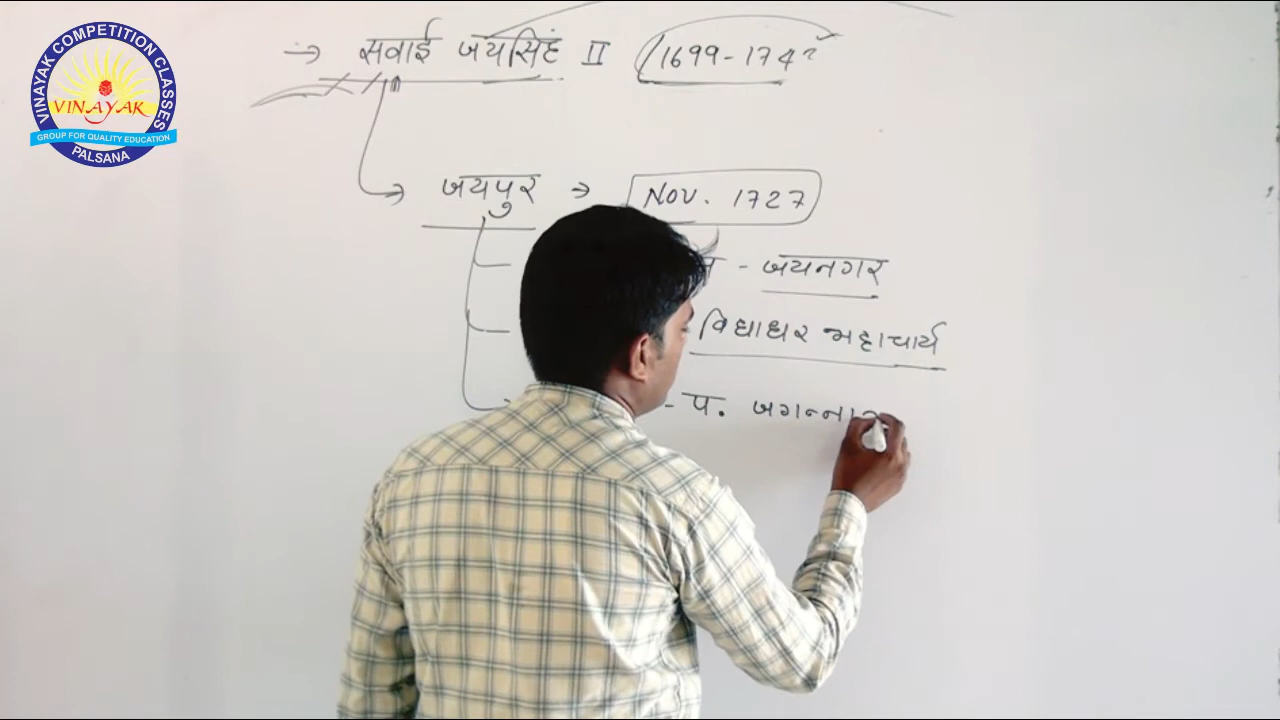 VINAYAK COMPETITION CLASSES
VINAYAK
GROUP FOR QUALITY EDUCATION
PALSANA
→ सवाई जयसिंह II (1699-174
→ जयपुर → Nov. 1727
- जयनगर
विद्याधर भट्टाचार्य
- प. जगन्ना